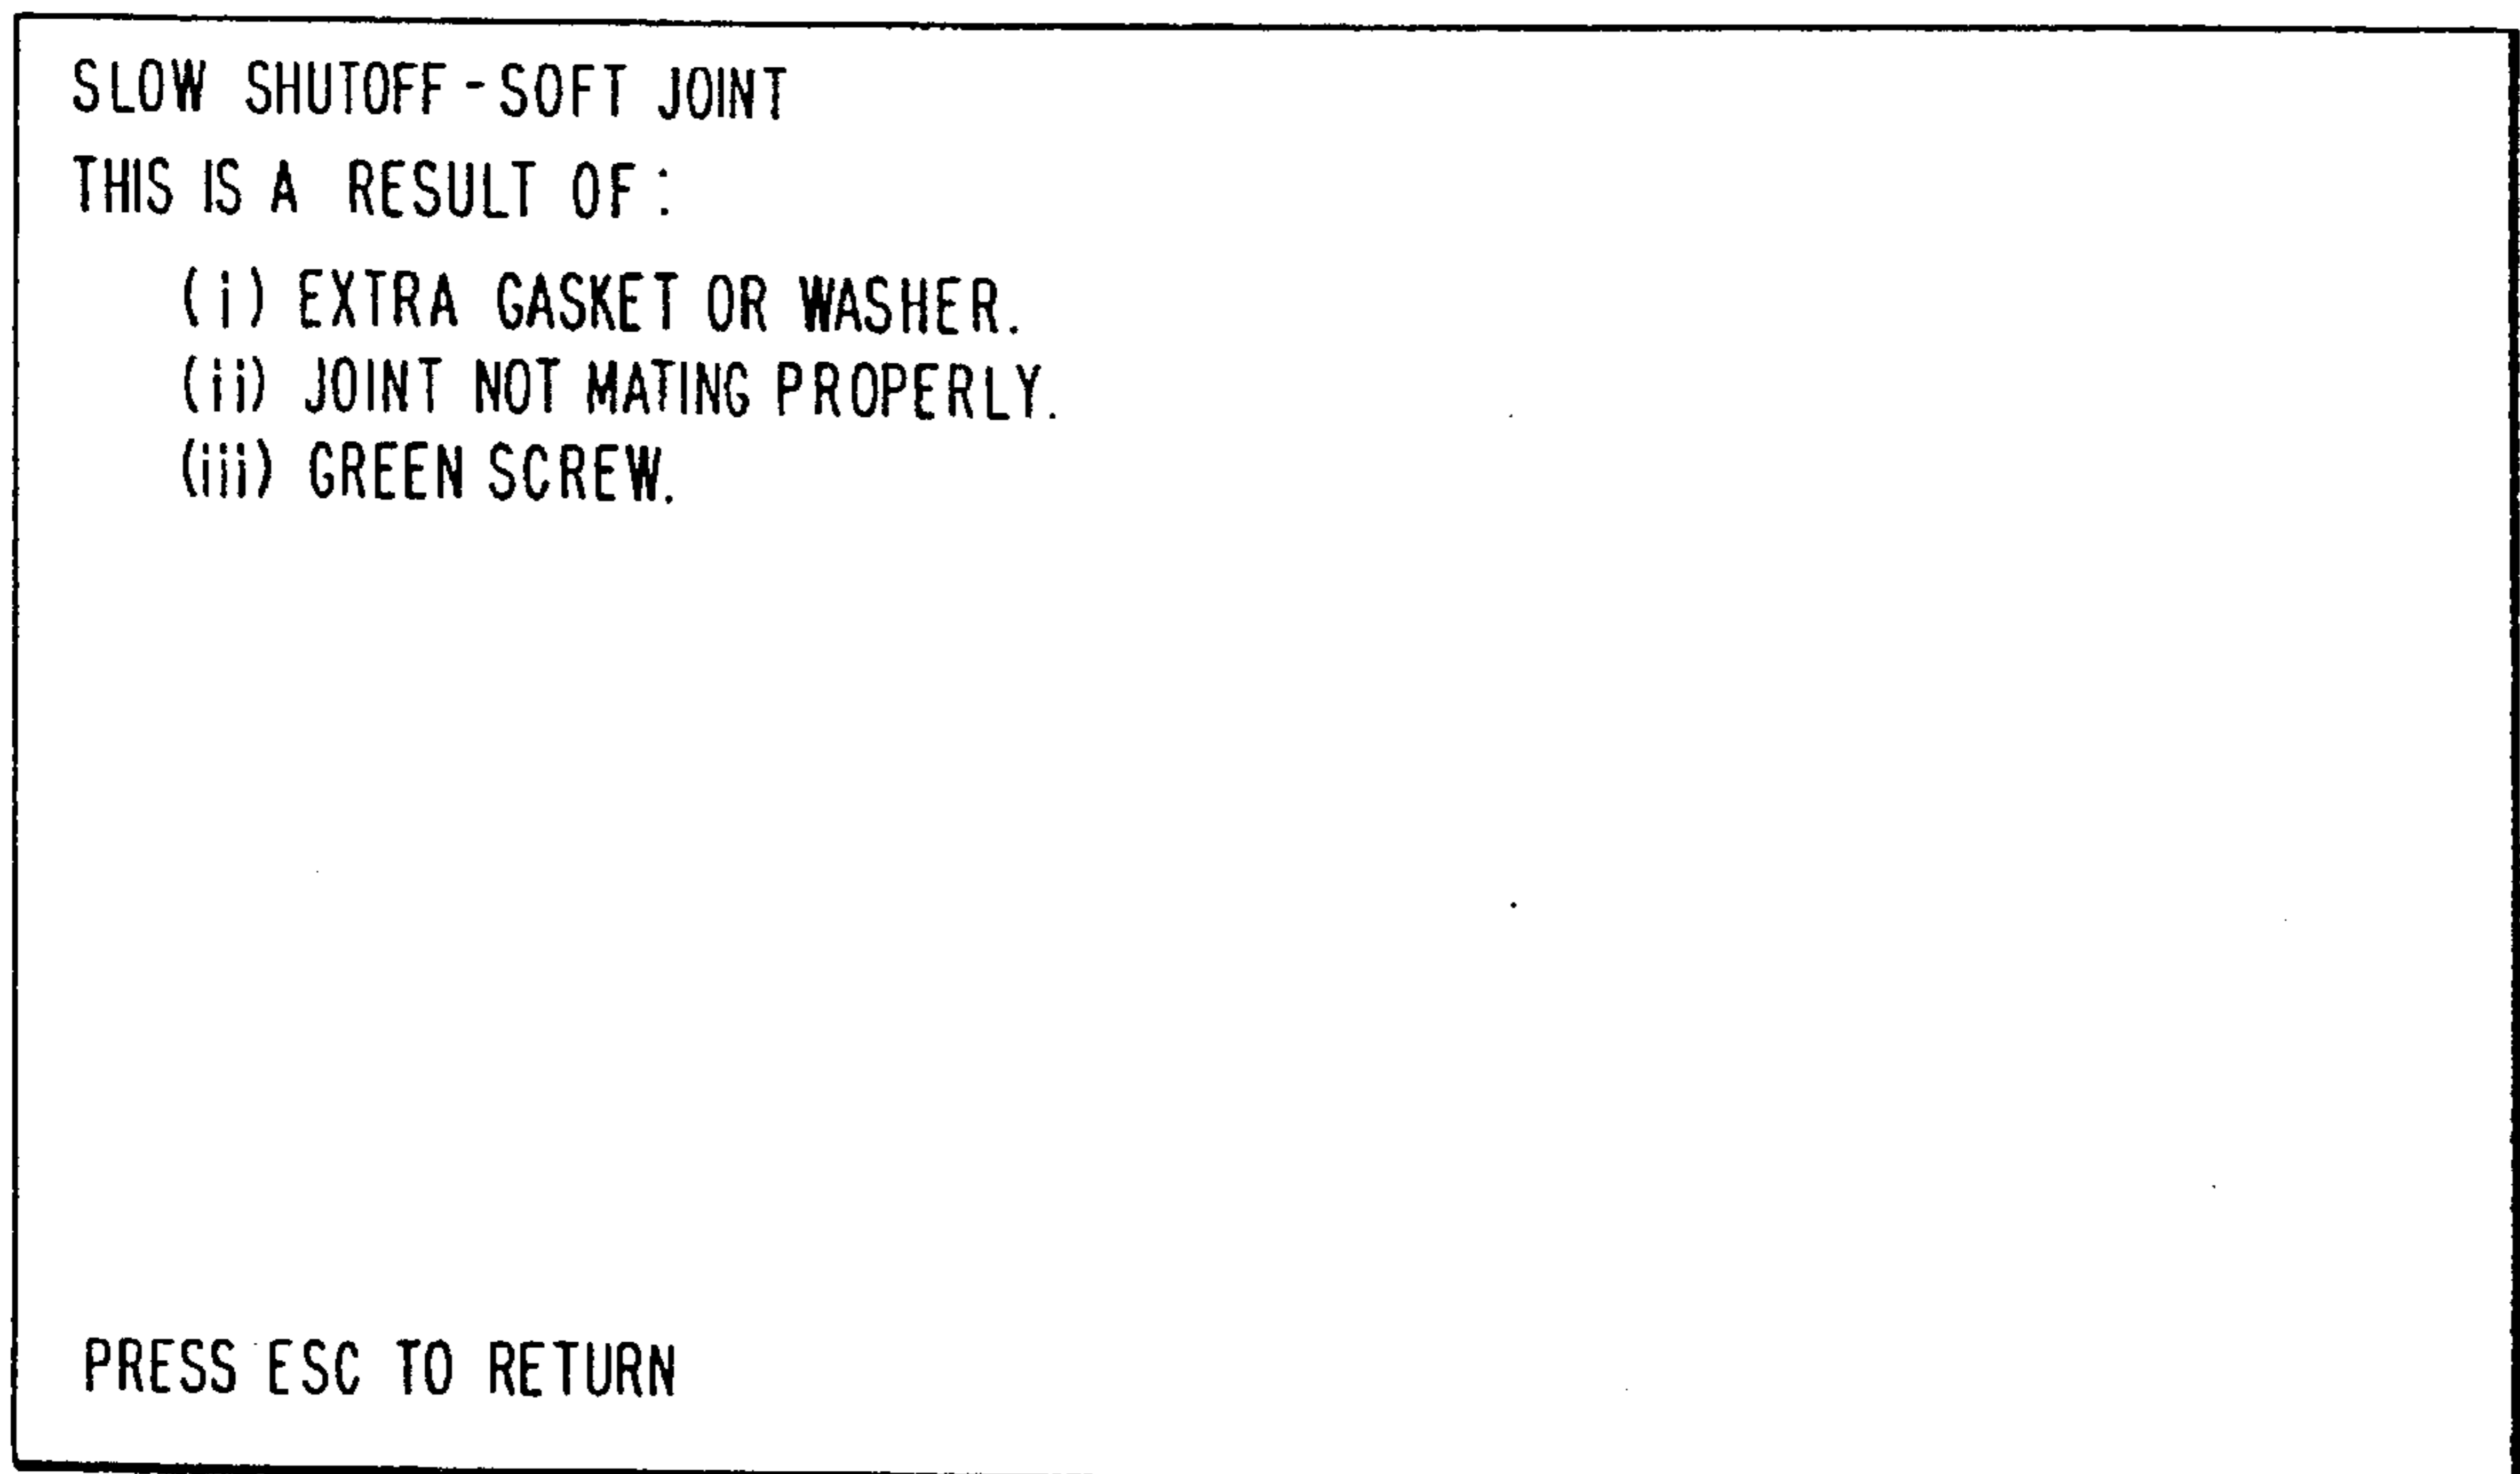 SLOW SHUTOFF - SOFT JOINT
THIS IS A RESULT OF :
(i) EXTRA GASKET OR WASHER.
(ii) JOINT NOT MATING PROPERLY.
(iii) GREEN SCREW.
PRESS ESC TO RETURN